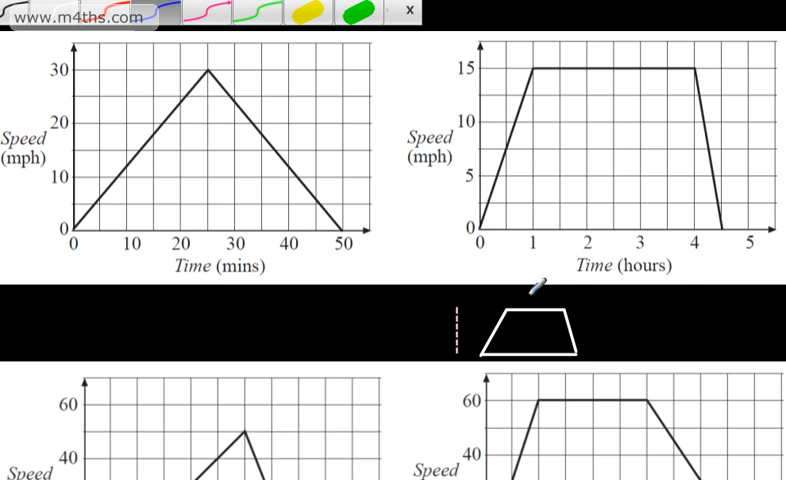 www.m4ths.com
x
30
20
10
0
Speed
(mph)
0 10 20 30 40 50
Time (mins)
15
10
5
0
Speed
(mph)
0 1 2 3 4 5
Time (hours)
60
40
Speed
60
40
Speed